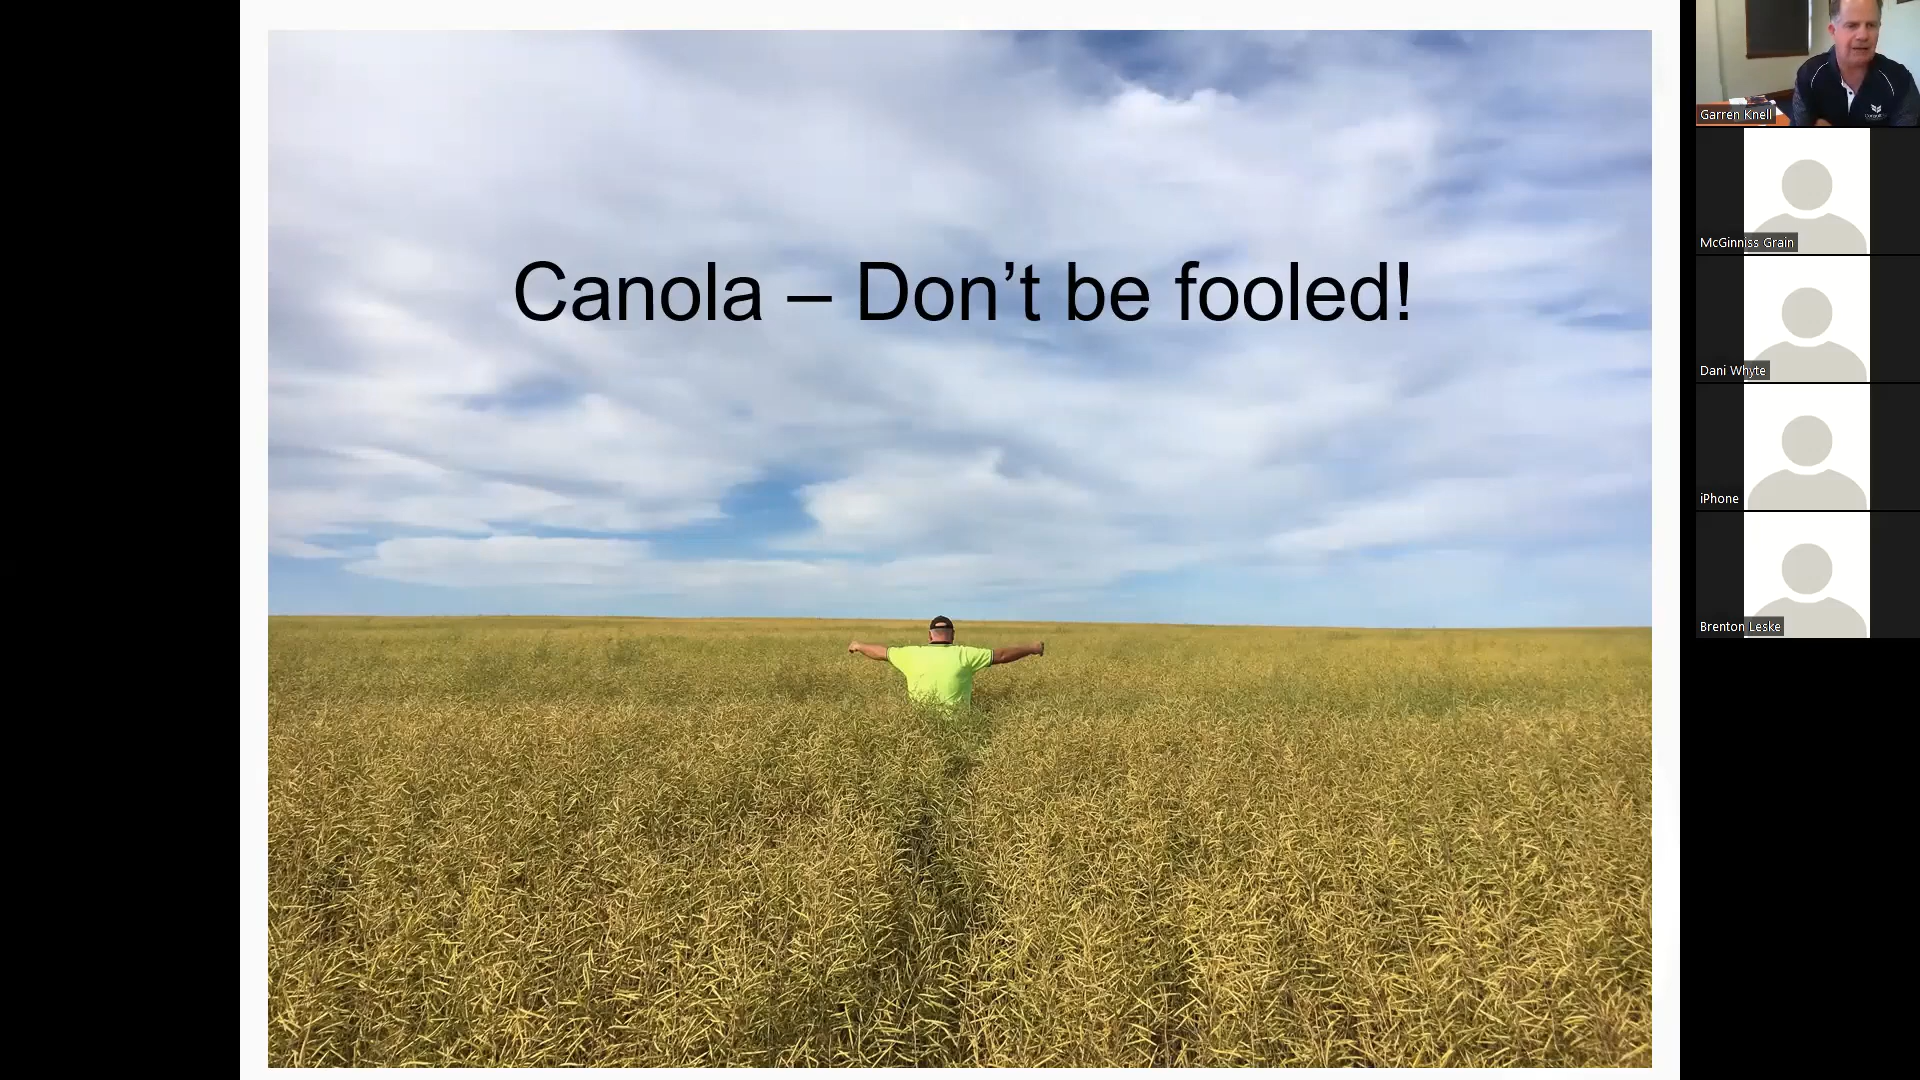 Canola – Don’t be fooled!
Garren Knell
McGinniss Grain
Dani Whyte
iPhone
Brenton Leske